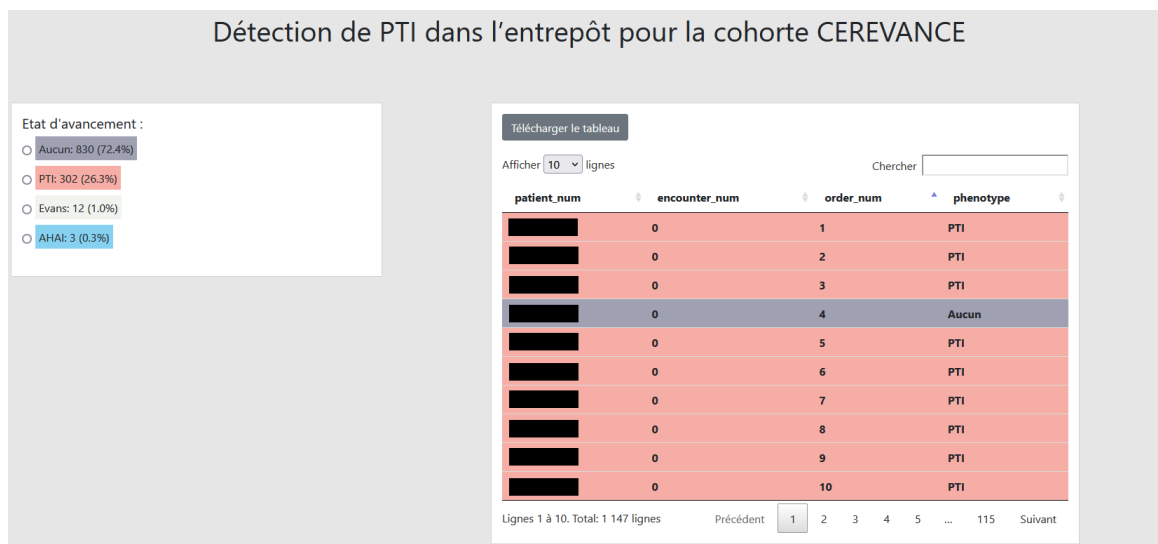 Détection de PTI dans l’entrepôt pour la cohorte CEREVANCE
Etat d'avancement :
Aucun: 830 (72.4%)
PTI: 302 (26.3%)
Evans: 12 (1.0%)
AHAI: 3 (0.3%)
Télécharger le tableau
Afficher 10 lignes Chercher
patient_num encounter_num order_num phenotype
0 1 PTI
0 2 PTI
0 3 PTI
0 4 Aucun
0 5 PTI
0 6 PTI
0 7 PTI
0 8 PTI
0 9 PTI
0 10 PTI
Lignes 1 à 10. Total: 1 147 lignes Précédent 1 2 3 4 5 ... 115 Suivant